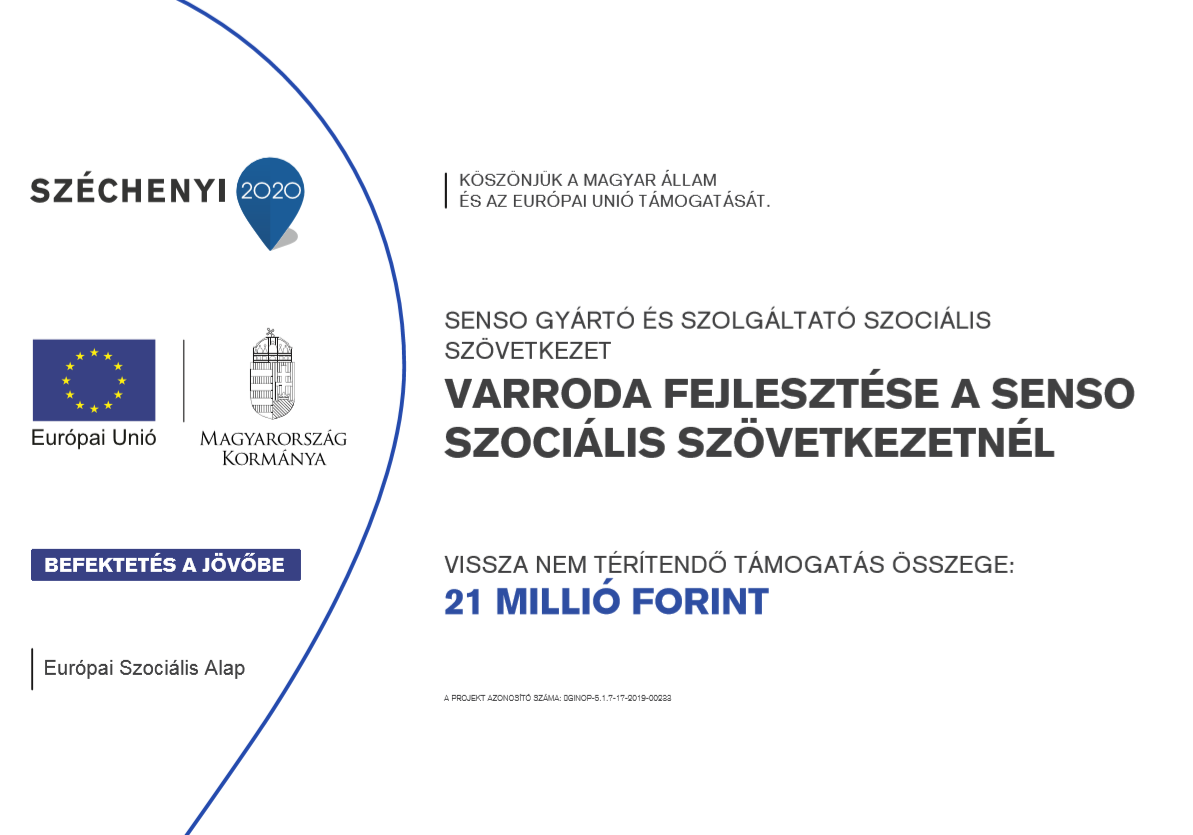 SZÉCHENYI 2020
Európai Unió
MAGYARORSZÁG
KORMÁNYA
BEFEKTETÉS A JÖVŐBE
Európai Szociális Alap
KÖSZÖNJÜK A MAGYAR ÁLLAM
ÉS AZ EURÓPAI UNIÓ TÁMOGATÁSÁT.
SENSO GYÁRTÓ ÉS SZOLGÁLTATÓ SZOCIÁLIS
SZÖVETKEZET
VARRODA FEJLESZTÉSE A SENSO
SZOCIÁLIS SZÖVETKEZETNÉL
VISSZA NEM TÉRÍTENDŐ TÁMOGATÁS ÖSSZEGE:
21 MILLIÓ FORINT
A PROJEKT AZONOSÍTÓ SZÁMA: GINOP-5.1.7-17-2019-00233